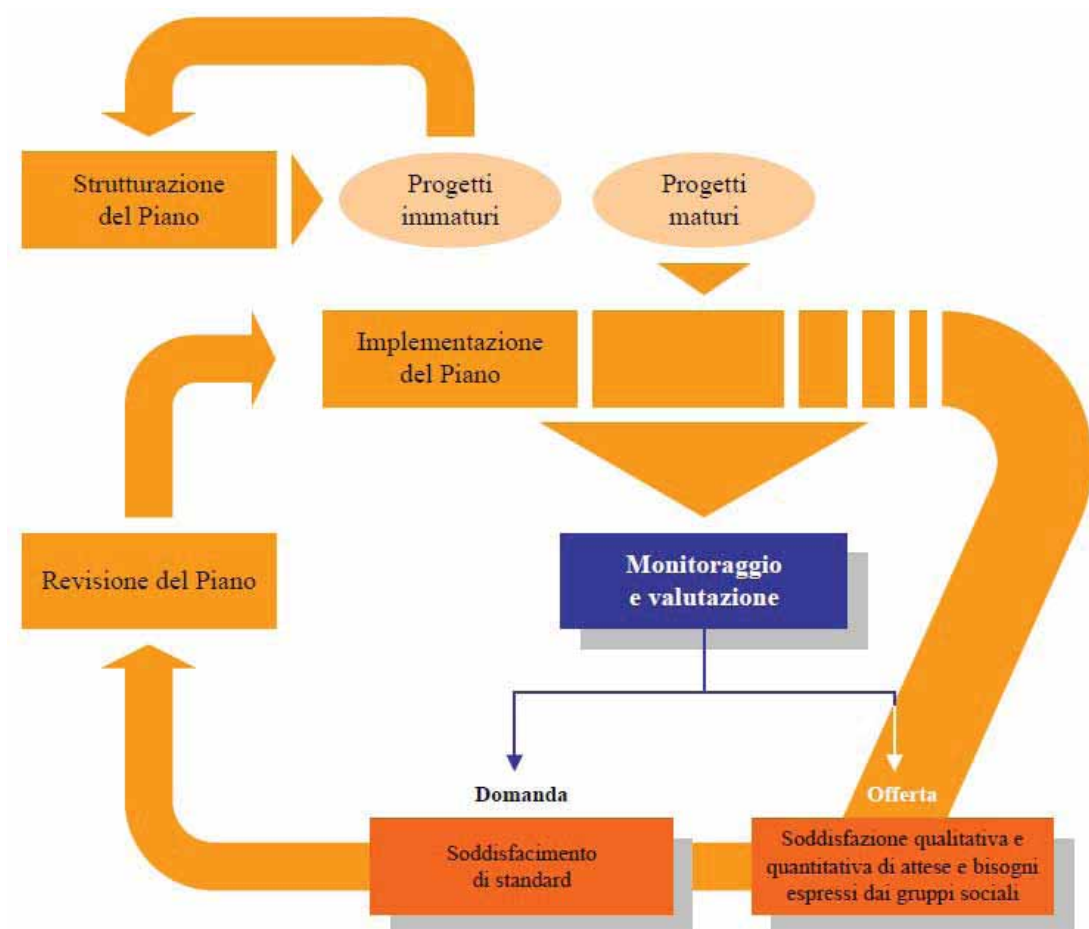 Strutturazione
del Piano
Progetti
immaturi
Progetti
maturi
Implementazione
del Piano
Revisione del Piano
Monitoraggio
e valutazione
Domanda
Offerta
Soddisfacimento
di standard
Soddisfazione qualitativa e
quantitativa di attese e bisogni
espressi dai gruppi sociali